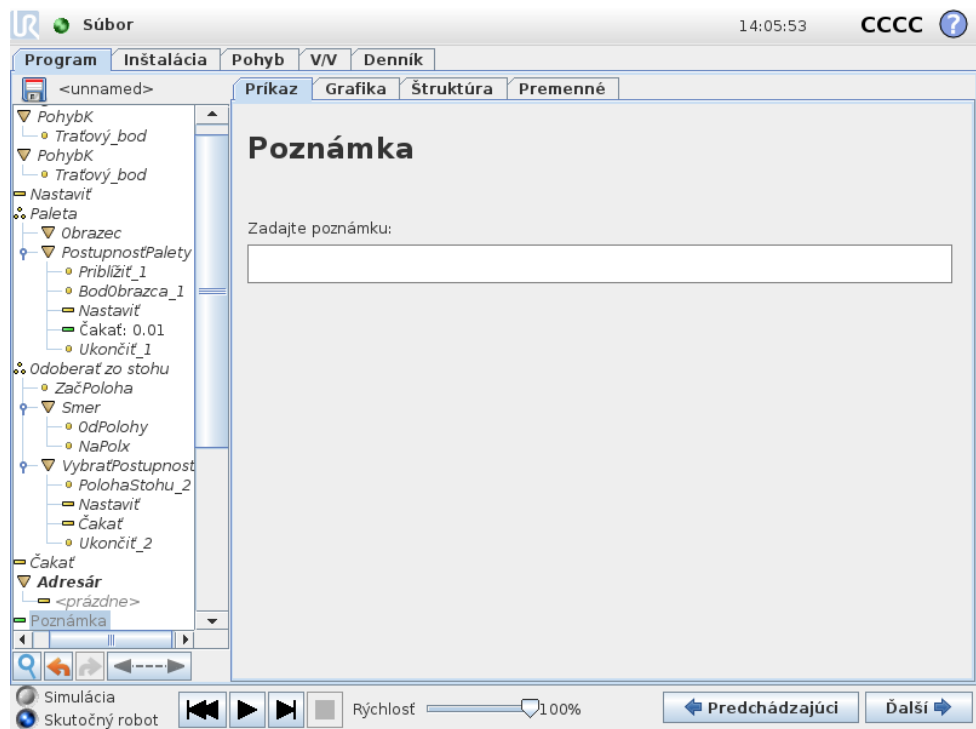 UR Súbor 14:05:53 CCCC ?
Program Inštalácia Pohyb V/V Denník
<unnamed> Príkaz Grafika Štruktúra Premenné
PohybK
Traťový_bod
PohybK
Traťový_bod
Nastaviť
Paleta
Obrazec
PostupnosťPalety
Priblížiť_1
BodObrazca_1
Nastaviť
Čakať: 0.01
Ukončiť_1
Odoberať zo stohu
ZačPoloha
Smer
OdPolohy
NaPolx
VybraťPostupnosť
PolohaStohu_2
Nastaviť
Čakať
Ukončiť_2
Čakať
Adresár
<prázdne>
Poznámka
Poznámka
Zadajte poznámku:
Simulácia
Skutočný robot
Rýchlosť 100%
Predchádzajúci Ďalší